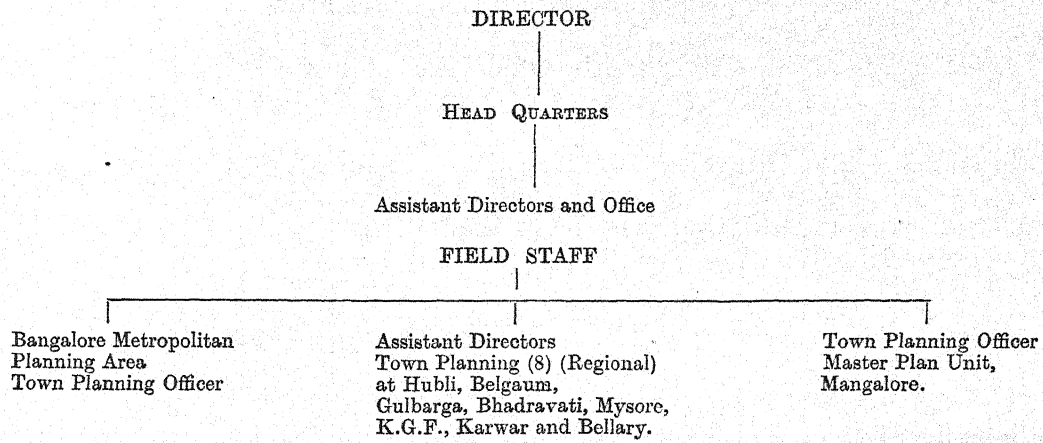 DIRECTOR
HEAD QUARTERS
Assistant Directors and Office
FIELD STAFF
Bangalore Metropolitan
Planning Area
Town Planning Officer
Assistant Directors
Town Planning (8) (Regional)
at Hubli, Belgaum,
Gulbarga, Bhadravati, Mysore,
K.G.F., Karwar and Bellary.
Town Planning Officer
Master Plan Unit,
Mangalore.